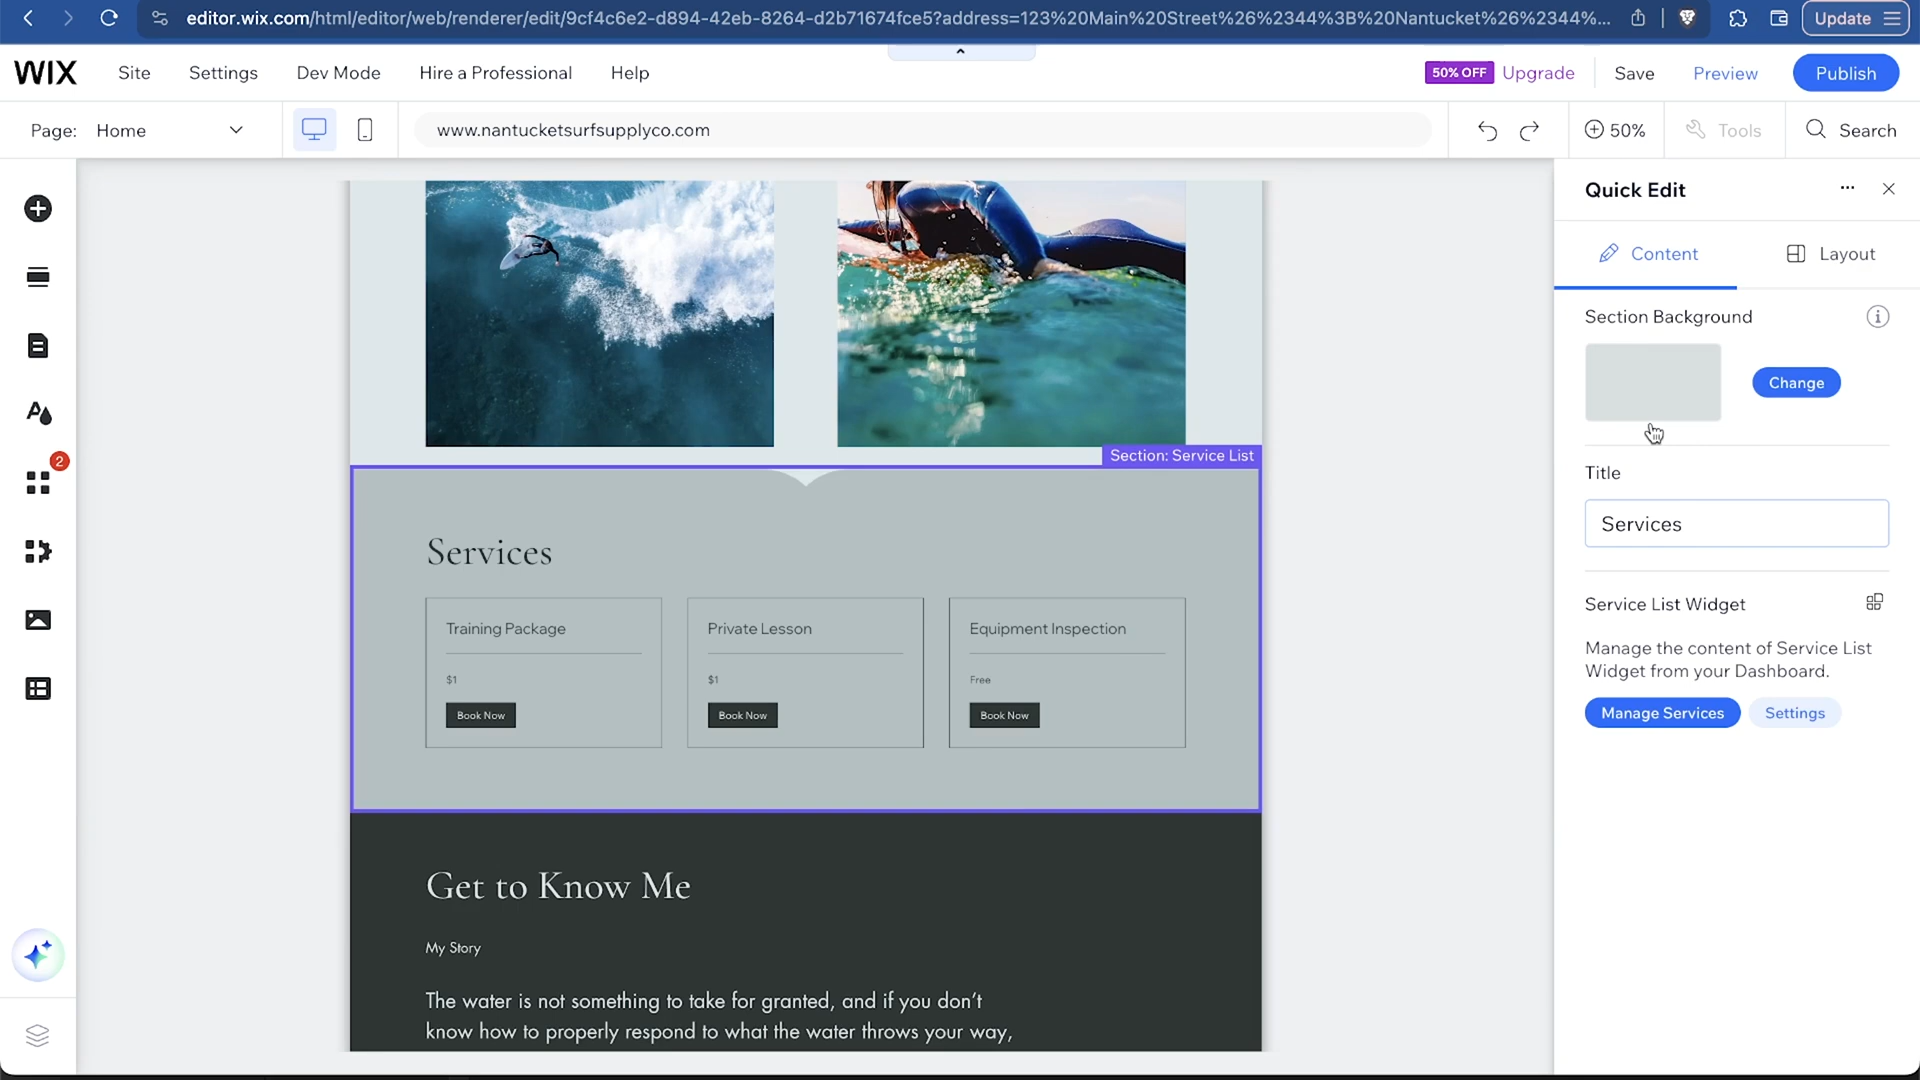 editor.wix.com/html/editor/web/renderer/edit/9cf4c6e2-d894-42eb-8264-d2b71674fce5?address=123%20Main%20Street%26%2344%3B%20Nantucket%26%2344%...
Update
WIX
Site
Settings
Dev Mode
Hire a Professional
Help
50% OFF
Upgrade
Save
Preview
Publish
Page:
Home
www.nantucketsurfsupplyco.com
50%
Tools
Search
2
Section: Service List
Services
Training Package
$1
Book Now
Private Lesson
$1
Book Now
Equipment Inspection
Free
Book Now
Get to Know Me
My Story
The water is not something to take for granted, and if you don't
know how to properly respond to what the water throws your way,
Quick Edit
Content
Layout
Section Background
Change
Title
Services
Service List Widget
Manage the content of Service List
Widget from your Dashboard.
Manage Services
Settings